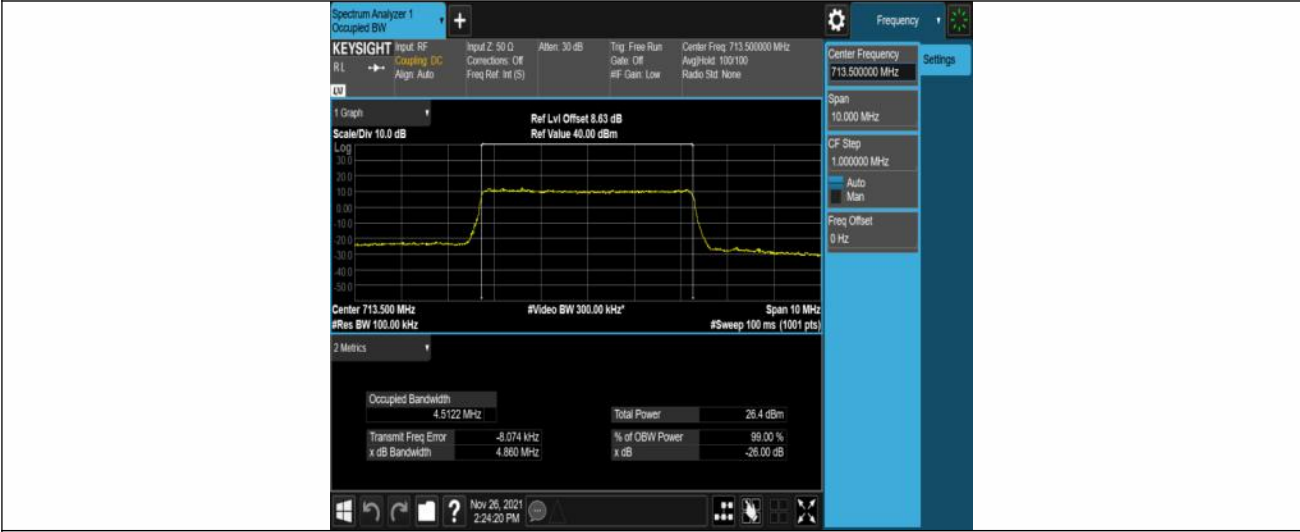 Spectrum Analyzer 1
Occupied BW
+
Frequency
KEYSIGHT
RL
LV
Input: RF
Coupling: DC
Align: Auto
Input Z: 50 Ω
Corrections: Off
Freq Ref: Int (S)
Atten: 30 dB
Trig: Free Run
Gate: Off
#IF Gain: Low
Center Freq: 713.500000 MHz
Avg|Hold: 100/100
Radio Std: None
Center Frequency
713.500000 MHz
Settings
Span
10.000 MHz
CF Step
1.000000 MHz
Auto
Man
Freq Offset
0 Hz
1 Graph
Scale/Div 10.0 dB
Ref Lvl Offset 8.63 dB
Ref Value 40.00 dBm
Log
30.0
20.0
10.0
0.00
-10.0
-20.0
-30.0
-40.0
-50.0
Center 713.500 MHz
#Video BW 300.00 kHz*
Span 10 MHz
#Res BW 100.00 kHz
#Sweep 100 ms (1001 pts)
2 Metrics
Occupied Bandwidth
4.5122 MHz
Total Power 26.4 dBm
Transmit Freq Error -8.074 kHz
% of OBW Power 99.00 %
x dB Bandwidth 4.860 MHz
x dB -26.00 dB
?
Nov 26, 2021
2:24:20 PM